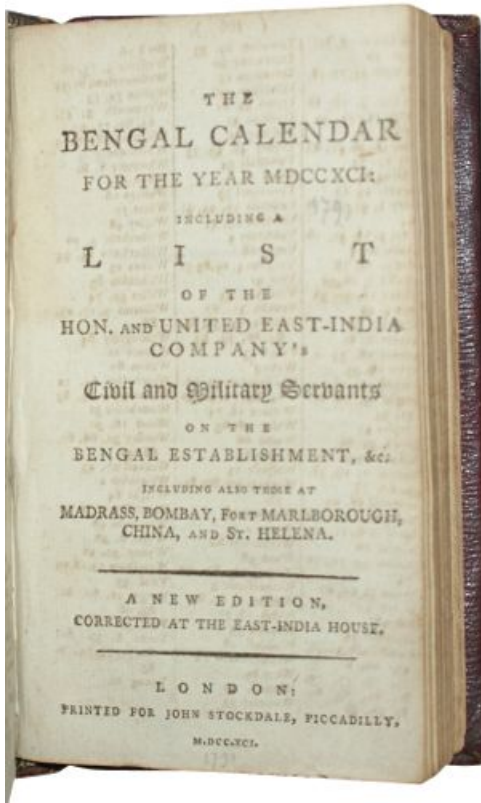 THE
BENGAL CALENDAR
FOR THE YEAR MDCCXCI:
INCLUDING A
LIST
OF THE
HON. AND UNITED EAST-INDIA
COMPANY's
Civil and Military Servants
ON THE
BENGAL ESTABLISHMENT, &c.
INCLUDING ALSO THOSE AT
MADRASS, BOMBAY, FORT MARLBOROUGH,
CHINA, AND ST. HELENA.
A NEW EDITION,
CORRECTED AT THE EAST-INDIA HOUSE.
LONDON:
PRINTED FOR JOHN STOCKDALE, PICCADILLY,
M.DCC.XCI.
1791